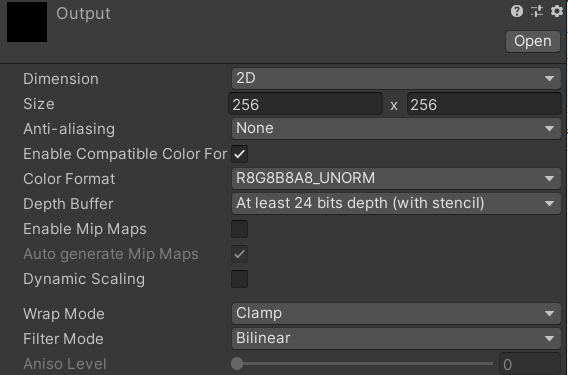 Output
Open
Dimension 2D
Size 256 x 256
Anti-aliasing None
Enable Compatible Color For
Color Format R8G8B8A8_UNORM
Depth Buffer At least 24 bits depth (with stencil)
Enable Mip Maps
Auto generate Mip Maps
Dynamic Scaling
Wrap Mode Clamp
Filter Mode Bilinear
Aniso Level 0